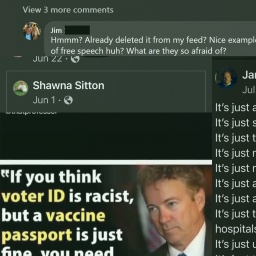 View 3 more comments
Jim
Hmmm? Already deleted it from my feed? Nice example
of free speech huh? What are they so afraid of?
Jun 22 ·
Shawna Sitton
Jun 1 ·
"If you think
voter ID is racist,
but a vaccine
passport is just
fine, you need
Jar
Jul
It's just a
It's just s
It's just t
It's just r
It's just r
It's just a
It's just a
It's just t
hospitals
It's just u